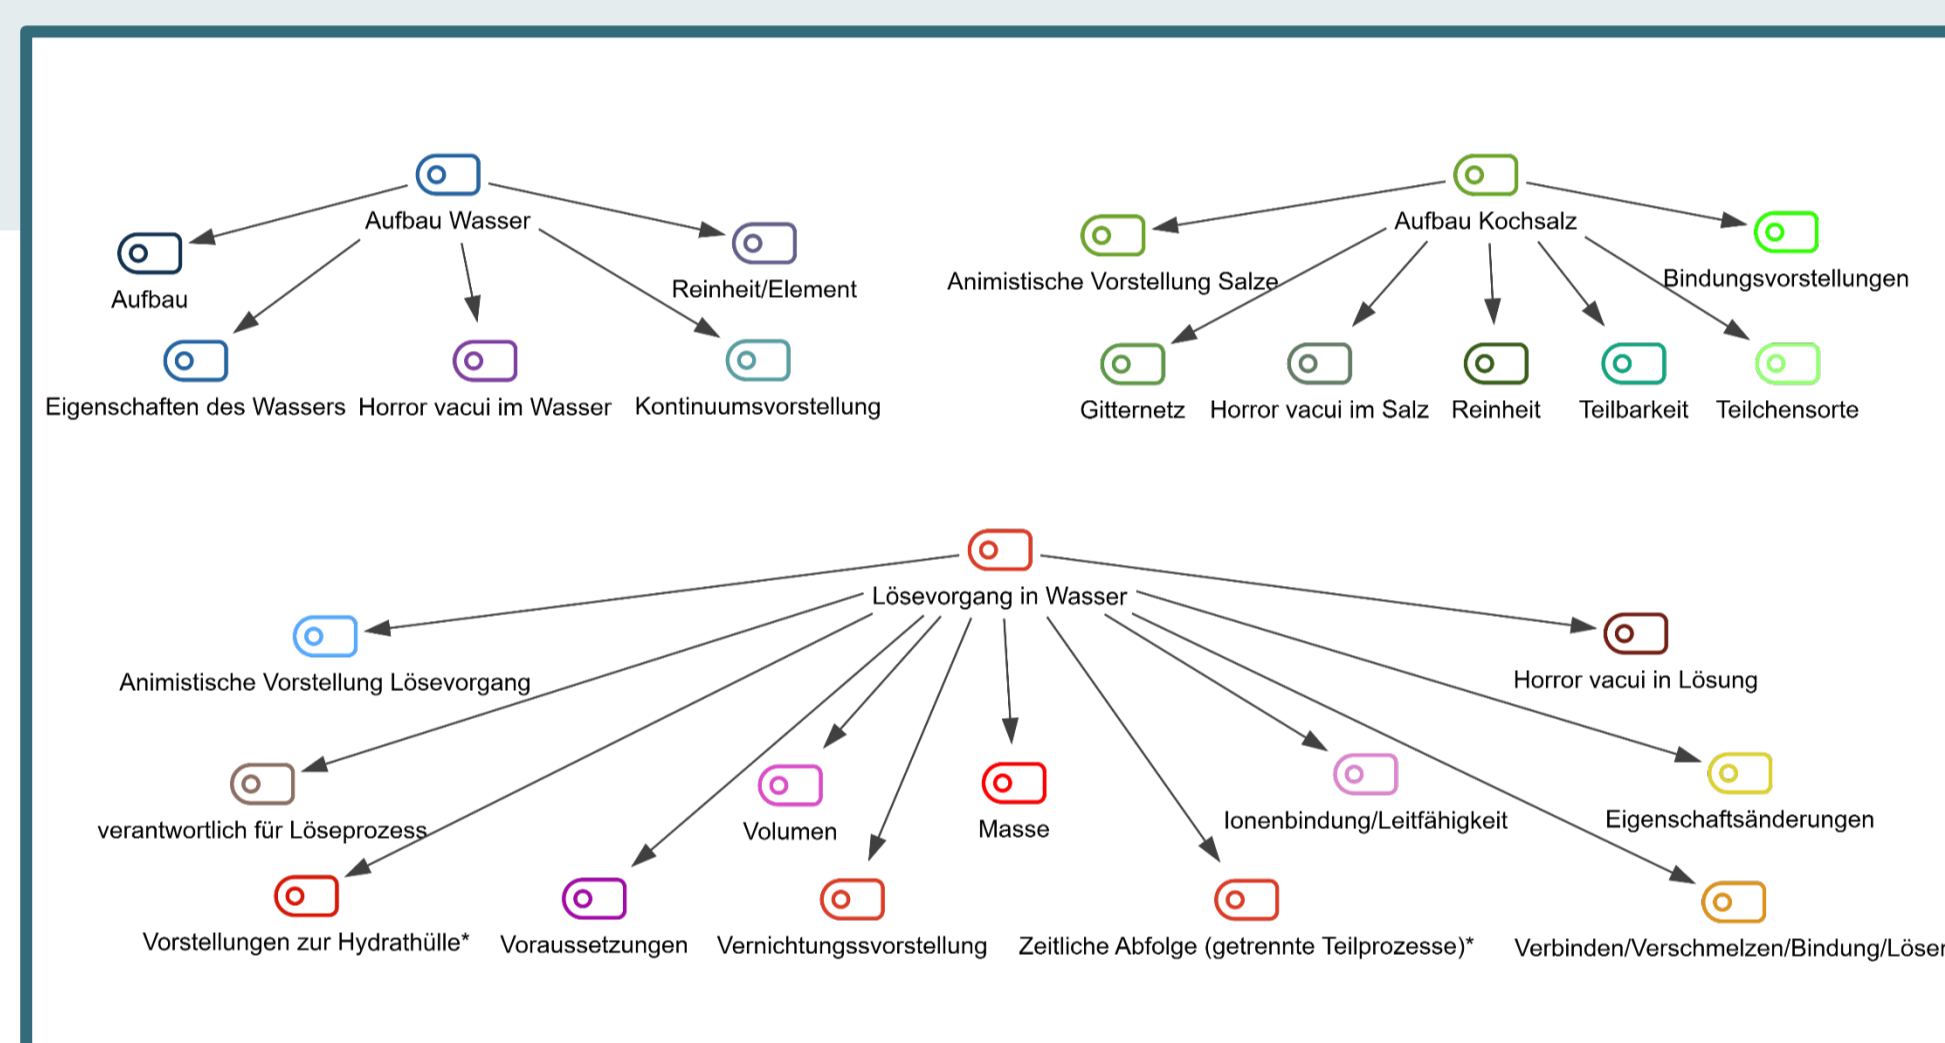 Aufbau Wasser
Aufbau Kochsalz
Aufbau
Reinheit/Element
Animistische Vorstellung Salze
Bindungsvorstellungen
Eigenschaften des Wassers
Horror vacui im Wasser
Kontinuumsvorstellung
Gitternetz
Horror vacui im Salz
Reinheit
Teilbarkeit
Teilchensorte
Lösevorgang in Wasser
Animistische Vorstellung Lösevorgang
Horror vacui in Lösung
verantwortlich für Löseprozess
Volumen
Masse
Ionenbindung/Leitfähigkeit
Eigenschaftsänderungen
Vorstellungen zur Hydrathülle*
Voraussetzungen
Vernichtungssvorstellung
Zeitliche Abfolge (getrennte Teilprozesse)*
Verbinden/Verschmelzen/Bindung/Löser